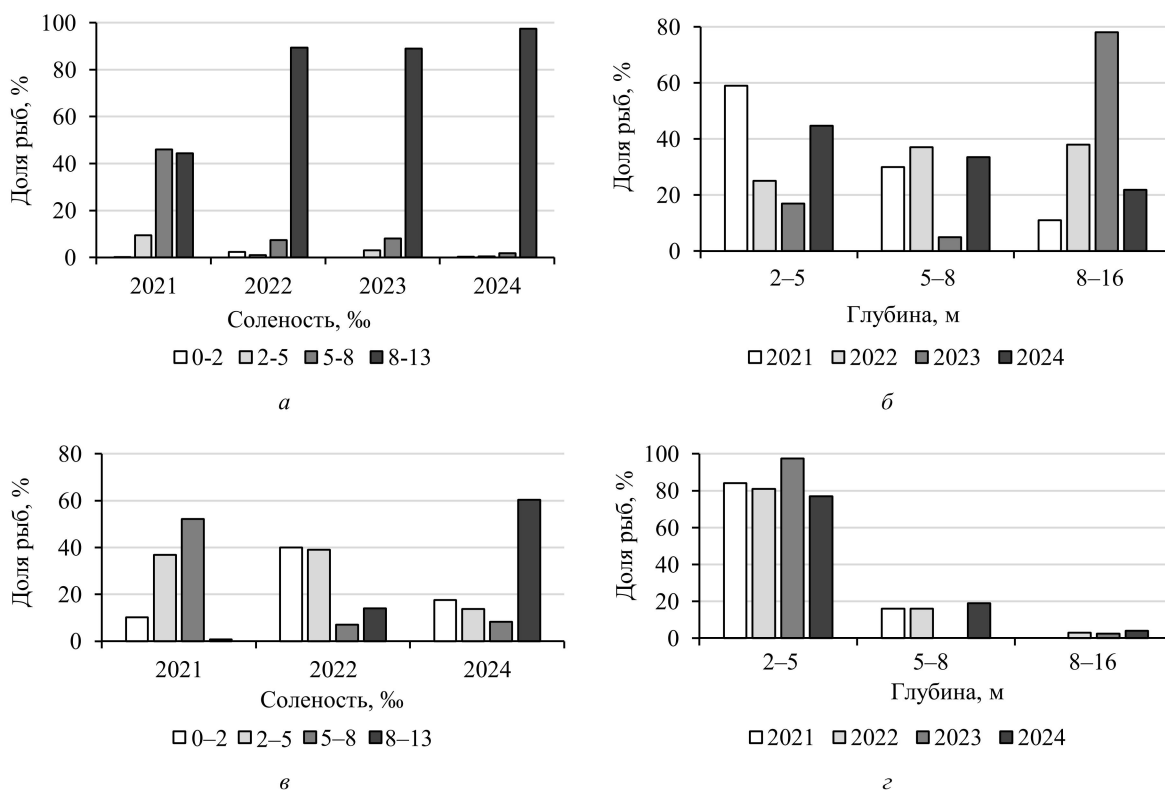 Доля рыб, %
100
80
60
40
20
0
2021 2022 2023 2024
Соленость, ‰
0-2 2-5 5-8 8-13
а
Доля рыб, %
80
60
40
20
0
2–5 5–8 8–16
Глубина, м
2021 2022 2023 2024
б
Доля рыб, %
80
60
40
20
0
2021 2022 2024
Соленость, ‰
0–2 2–5 5–8 8–13
в
Доля рыб, %
100
80
60
40
20
0
2–5 5–8 8–16
Глубина, м
2021 2022 2023 2024
г